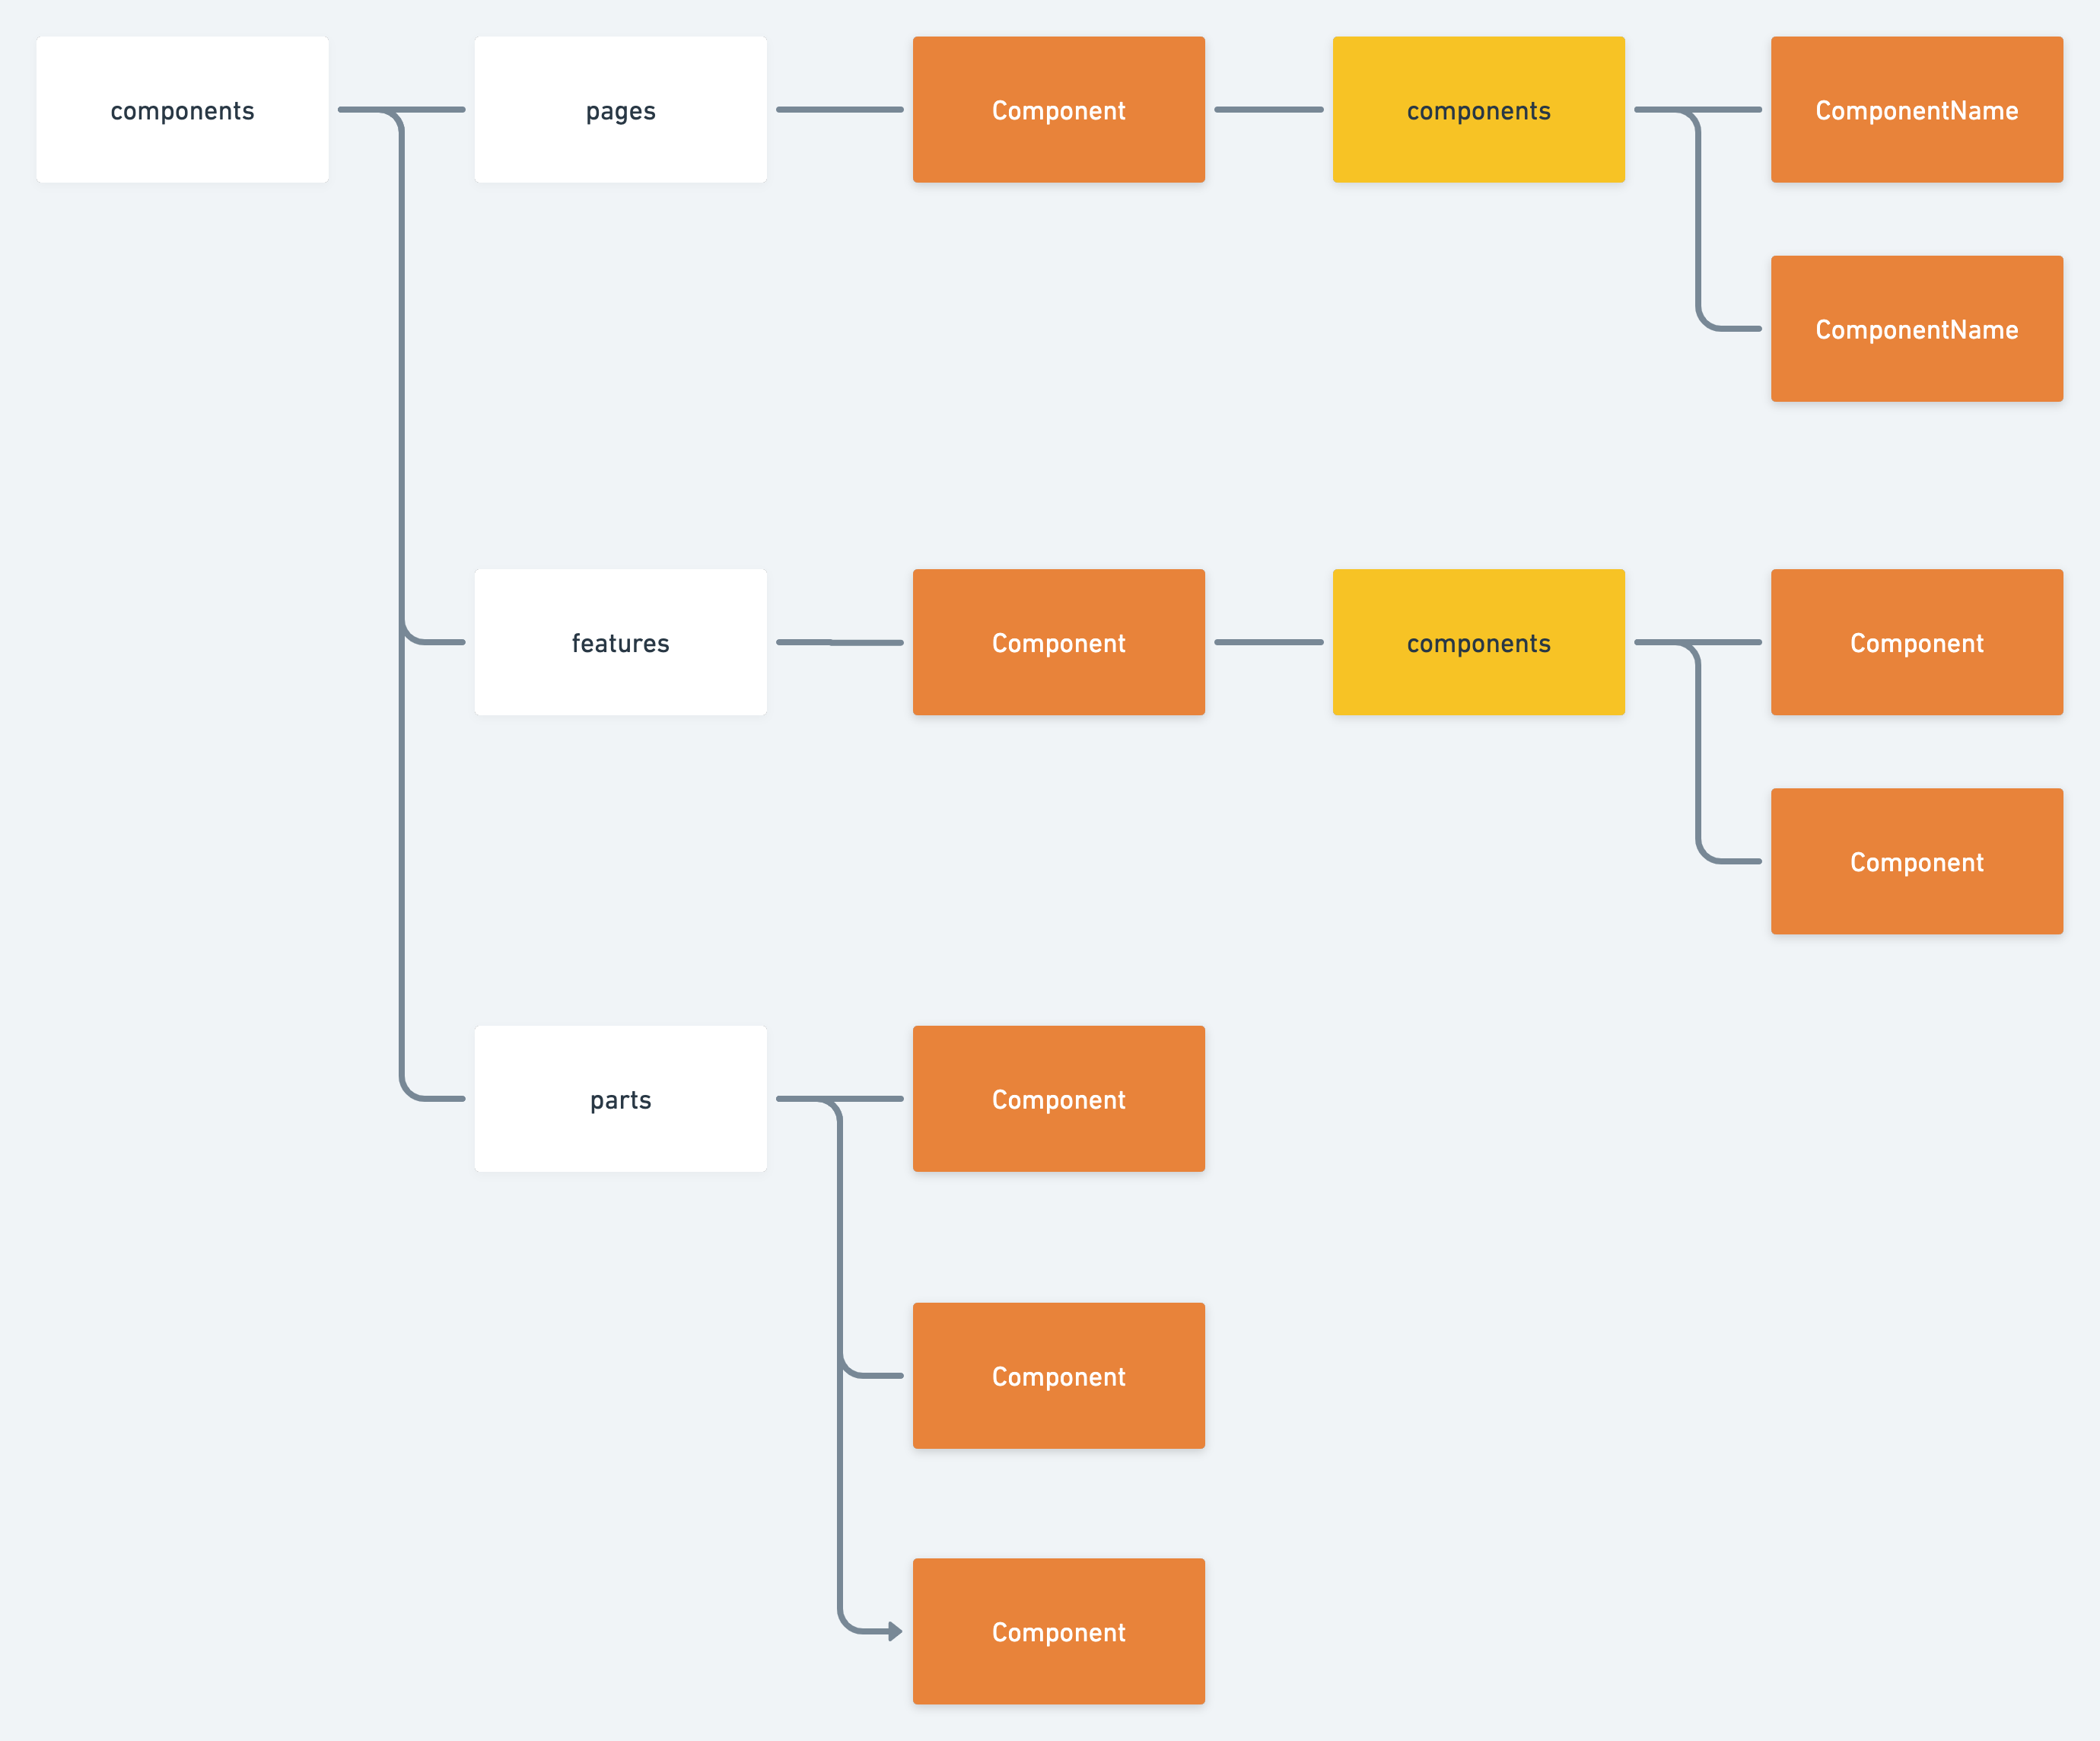 components
pages
Component
components
ComponentName
ComponentName
features
Component
components
Component
Component
parts
Component
Component
Component